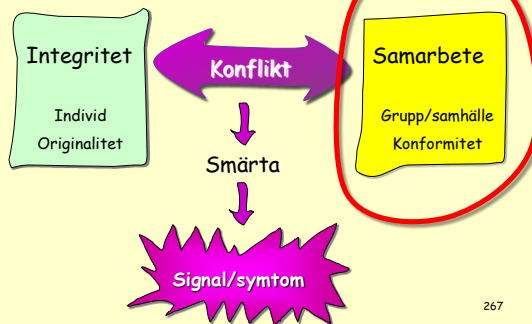 Integritet
Individ
Originalitet
Konflikt
Samarbete
Grupp/samhälle
Konformitet
Smärta
Signal/symtom
267